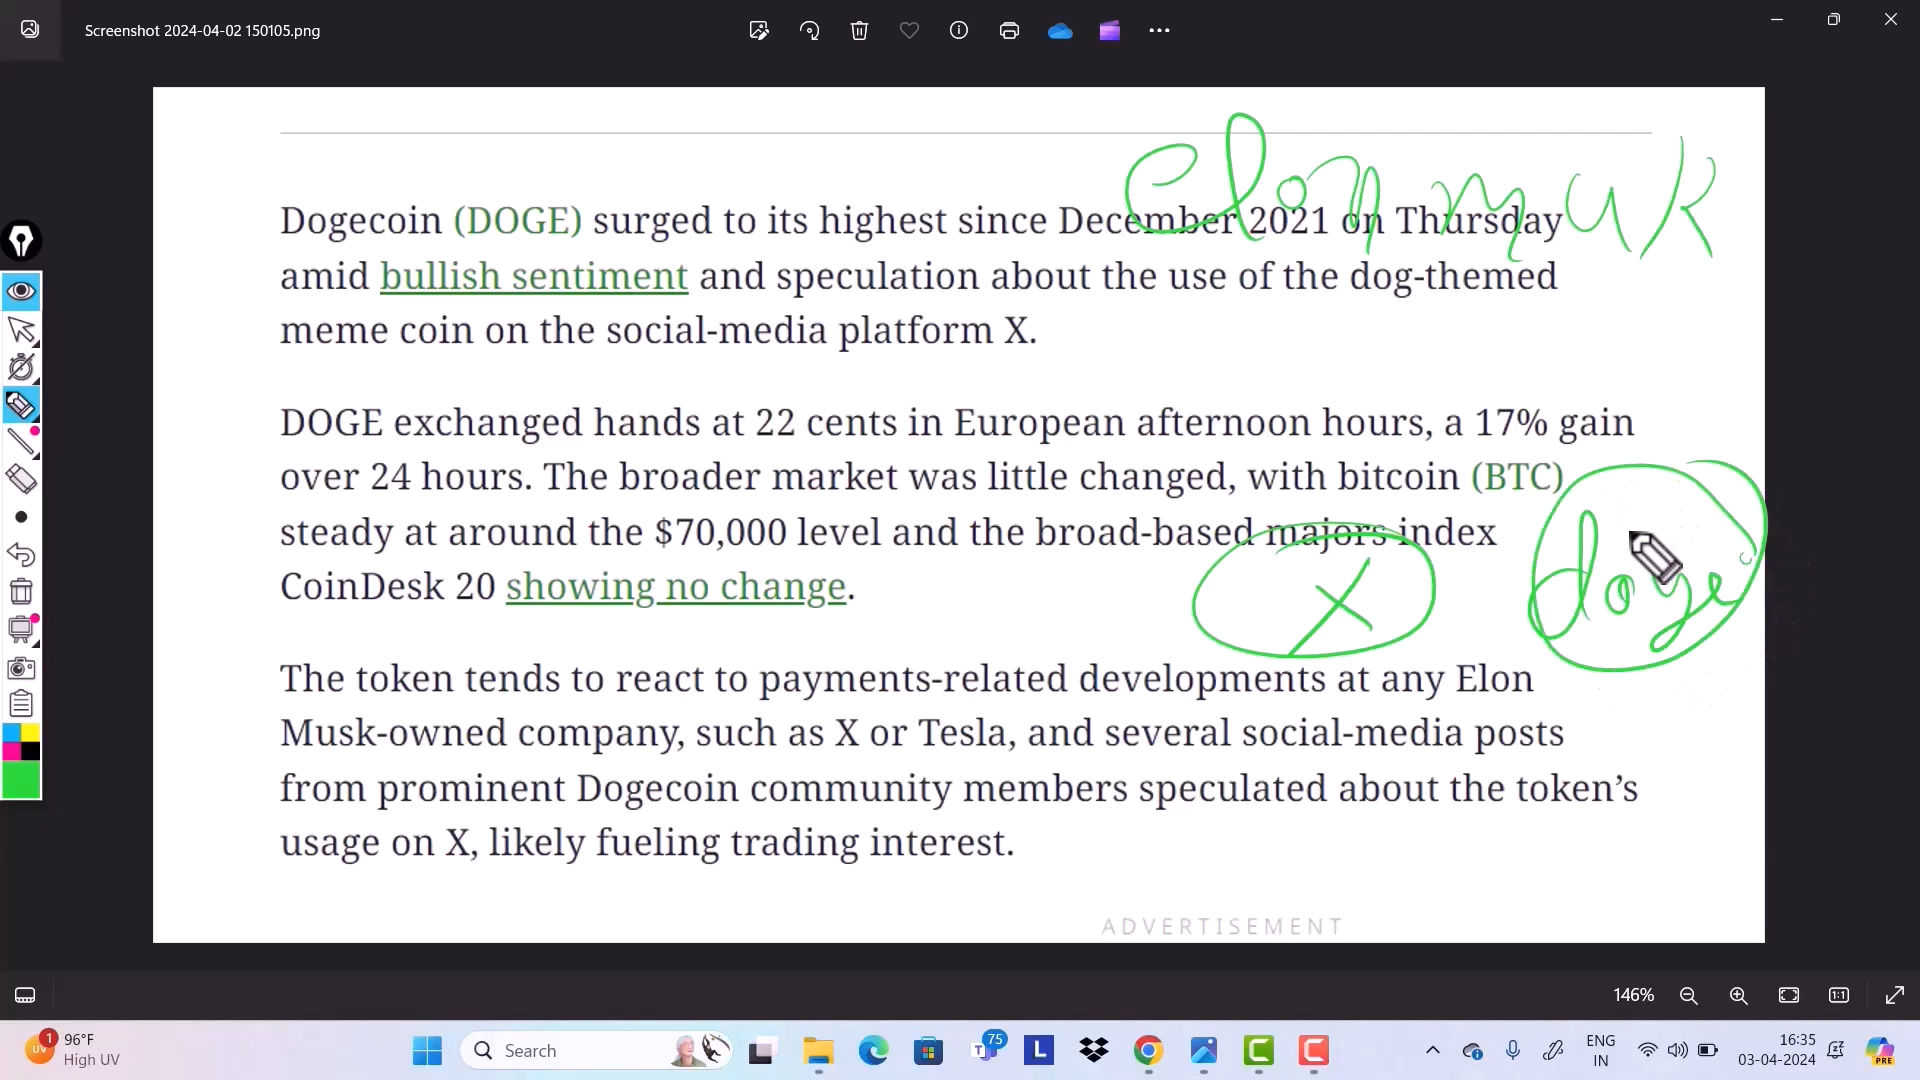 Screenshot 2024-04-02 150105.png
elon muk
Dogecoin (DOGE) surged to its highest since December 2021 on Thursday
amid bullish sentiment and speculation about the use of the dog-themed
meme coin on the social-media platform X.
DOGE exchanged hands at 22 cents in European afternoon hours, a 17% gain
over 24 hours. The broader market was little changed, with bitcoin (BTC)
steady at around the $70,000 level and the broad-based majors index
CoinDesk 20 showing no change.
X
doge
The token tends to react to payments-related developments at any Elon
Musk-owned company, such as X or Tesla, and several social-media posts
from prominent Dogecoin community members speculated about the token’s
usage on X, likely fueling trading interest.
ADVERTISEMENT
146%
1:1
UV
1
96°F
High UV
Search
T
75
L
C
C
ENG
IN
16:35
03-04-2024
PRE